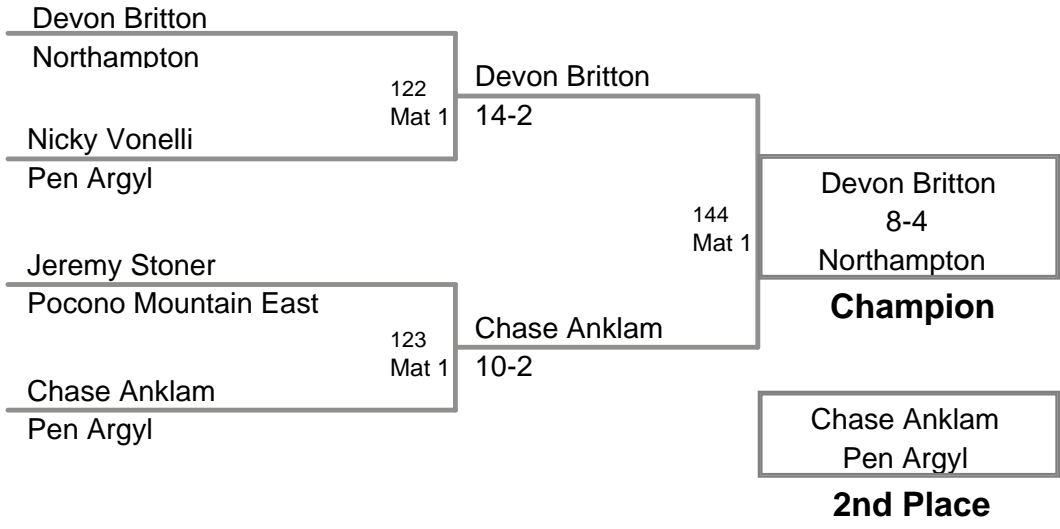 Devon Britton
Northampton
122
Mat 1
Nicky Vonelli
Pen Argyl
Devon Britton
14-2
Jeremy Stoner
Pocono Mountain East
123
Mat 1
Chase Anklam
Pen Argyl
Chase Anklam
10-2
144
Mat 1
Devon Britton
8-4
Northampton
Champion
Chase Anklam
Pen Argyl
2nd Place